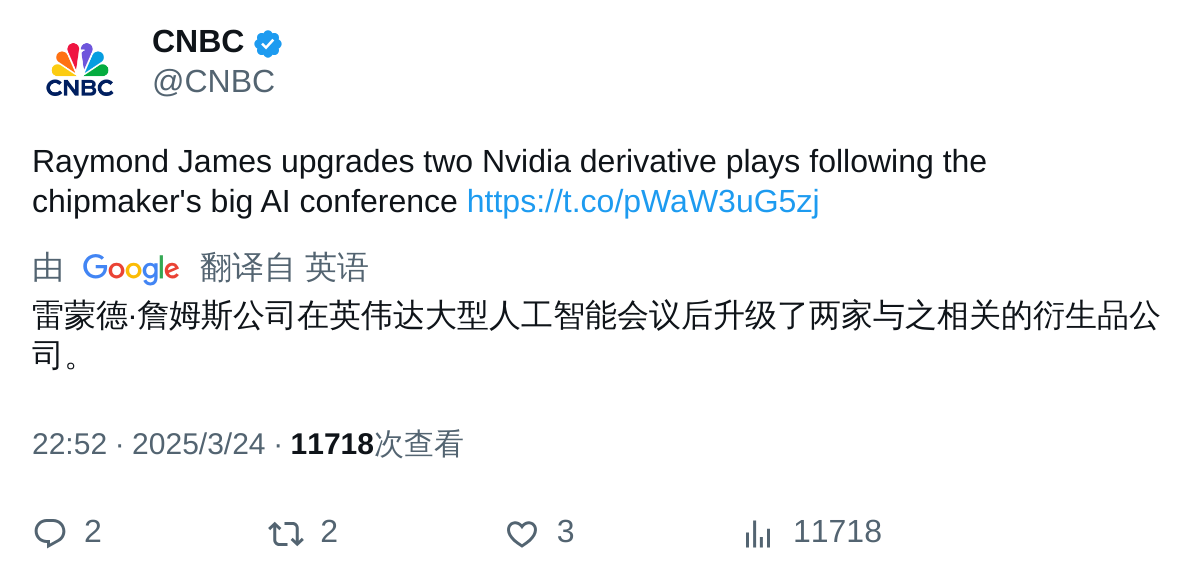 CNBC
CNBC
@CNBC
Raymond James upgrades two Nvidia derivative plays following the
chipmaker's big AI conference https://t.co/pWaW3uG5zj
由 Google 翻译自 英语
雷蒙德·詹姆斯公司在英伟达大型人工智能会议后升级了两家与之相关的衍生品公
司。
22:52 · 2025/3/24 · 11718次查看
2 2 3 11718